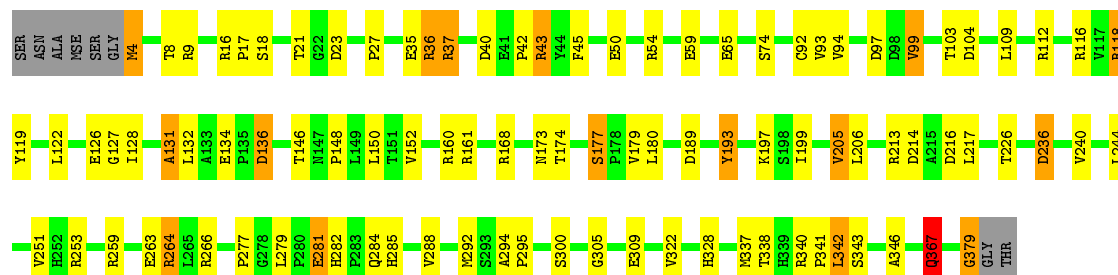 SER ASN ALA MSE SER GLY M4 T8 R9 R16 P17 S18 T21 G22 D23 P27 E35 R36 R37 D40 E41 P42 R43 Y44 F45 E50 R54 E59 E65 S74 C92 V93 V94 D97 D98 V99 T103 D104 L109 R112 R116 V117
Y119 L122 E126 G127 I128 A131 L132 A133 E134 P135 D136 T146 N147 P148 L149 L150 T151 V152 R160 R161 R168 N173 T174 S177 P178 V179 L180 D189 Y193 K197 S198 I199 V205 L206 R213 D214 A215 D216 L217 T226 D236 V240
V251 H252 R253 R259 E263 R264 L265 R266 P277 G278 L279 P280 E281 H282 P283 Q284 H285 V288 M292 S293 A294 P295 S300 G305 E309 V322 H328 M337 T338 H339 R340 P341 L342 S343 A346 Q367 G379 GLY THR